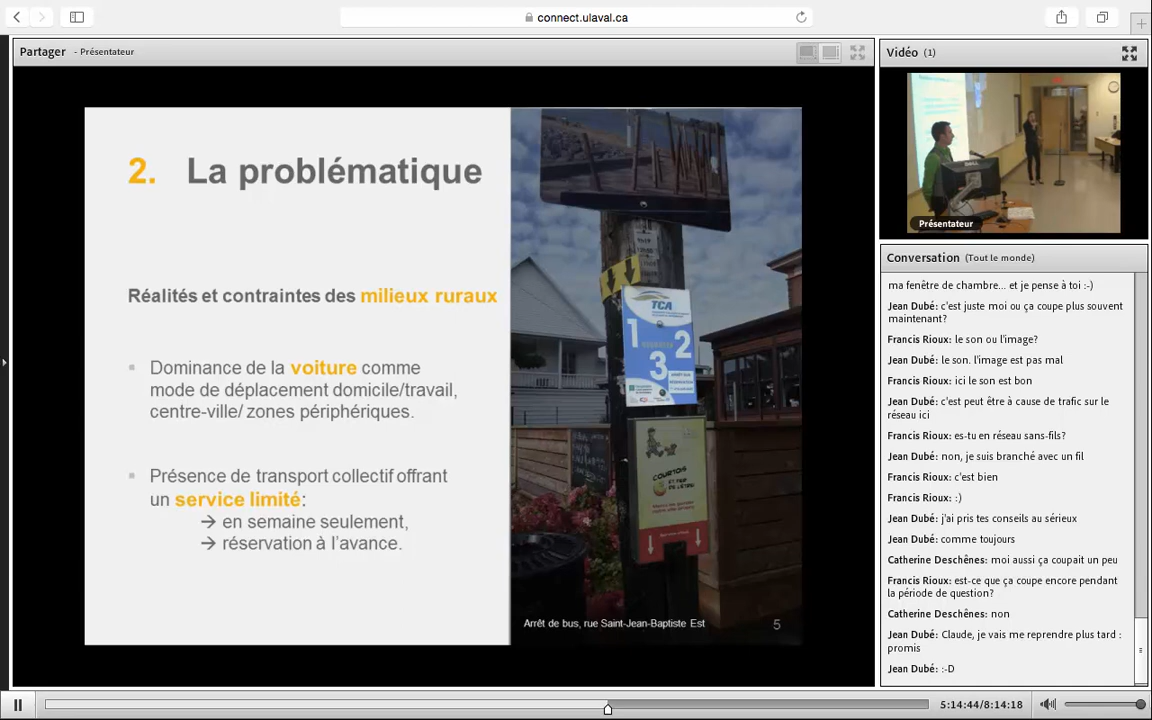 connect.ulaval.ca
Partager - Présentateur
2. La problématique
Réalités et contraintes des milieux ruraux
Dominance de la voiture comme
mode de déplacement domicile/travail,
centre-ville/ zones périphériques.
Présence de transport collectif offrant
un service limité:
→ en semaine seulement,
→ réservation à l'avance.
TCA
1 2
3
COURTOIS
Arrêt de bus, rue Saint-Jean-Baptiste Est
5
Vidéo (1)
Présentateur
Conversation (Tout le monde)
ma fenêtre de chambre... et je pense à toi :-)
Jean Dubé: c'est juste moi ou ça coupe plus souvent
maintenant?
Francis Rioux: le son ou l'image?
Jean Dubé: le son. l'image est pas mal
Francis Rioux: ici le son est bon
Jean Dubé: c'est peut être à cause de trafic sur le
réseau ici
Francis Rioux: es-tu en réseau sans-fils?
Jean Dubé: non, je suis branché avec un fil
Francis Rioux: c'est bien
Francis Rioux: :)
Jean Dubé: j'ai pris tes conseils au sérieux
Jean Dubé: comme toujours
Catherine Deschênes: moi aussi ça coupait un peu
Francis Rioux: est-ce que ça coupe encore pendant
la période de question?
Catherine Deschênes: non
Jean Dubé: Claude, je vais me reprendre plus tard :
promis
Jean Dubé: :-D
5:14:44/8:14:18